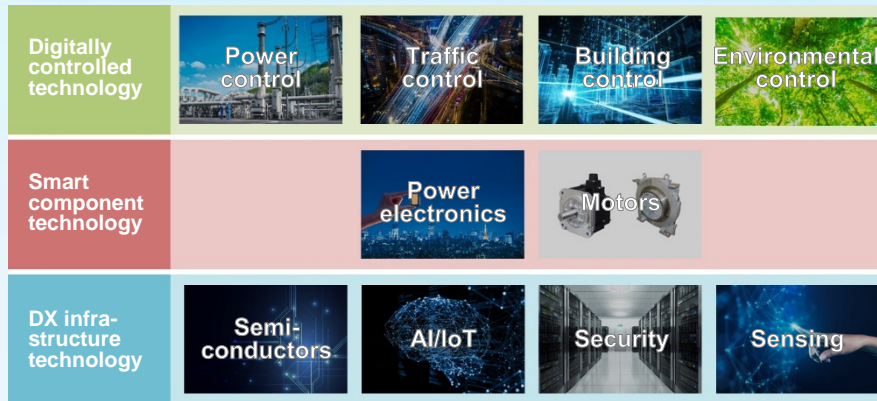 Digitally
controlled
technology
Power
control
Traffic
control
Building
control
Environmental
control
Smart
component
technology
Power
electronics
Motors
DX infra-
structure
technology
Semi-
conductors
AI/IoT
Security
Sensing